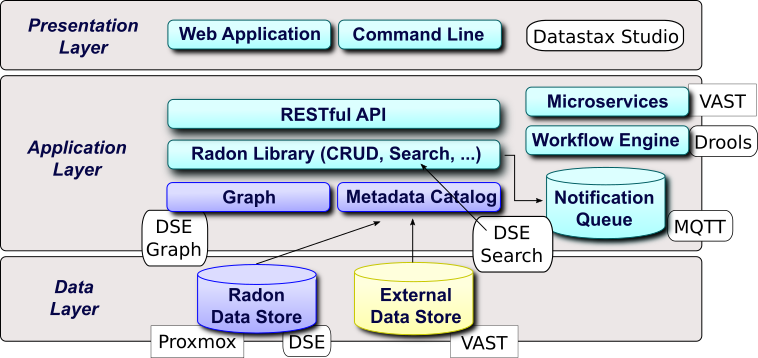 Presentation
Layer
Web Application
Command Line
Datastax Studio
Application
Layer
RESTful API
Radon Library (CRUD, Search, ...)
Graph
Metadata Catalog
DSE
Graph
DSE
Search
Microservices
VAST
Workflow Engine
Drools
Notification
Queue
MQTT
Data
Layer
Radon
Data Store
External
Data Store
Proxmox
DSE
VAST